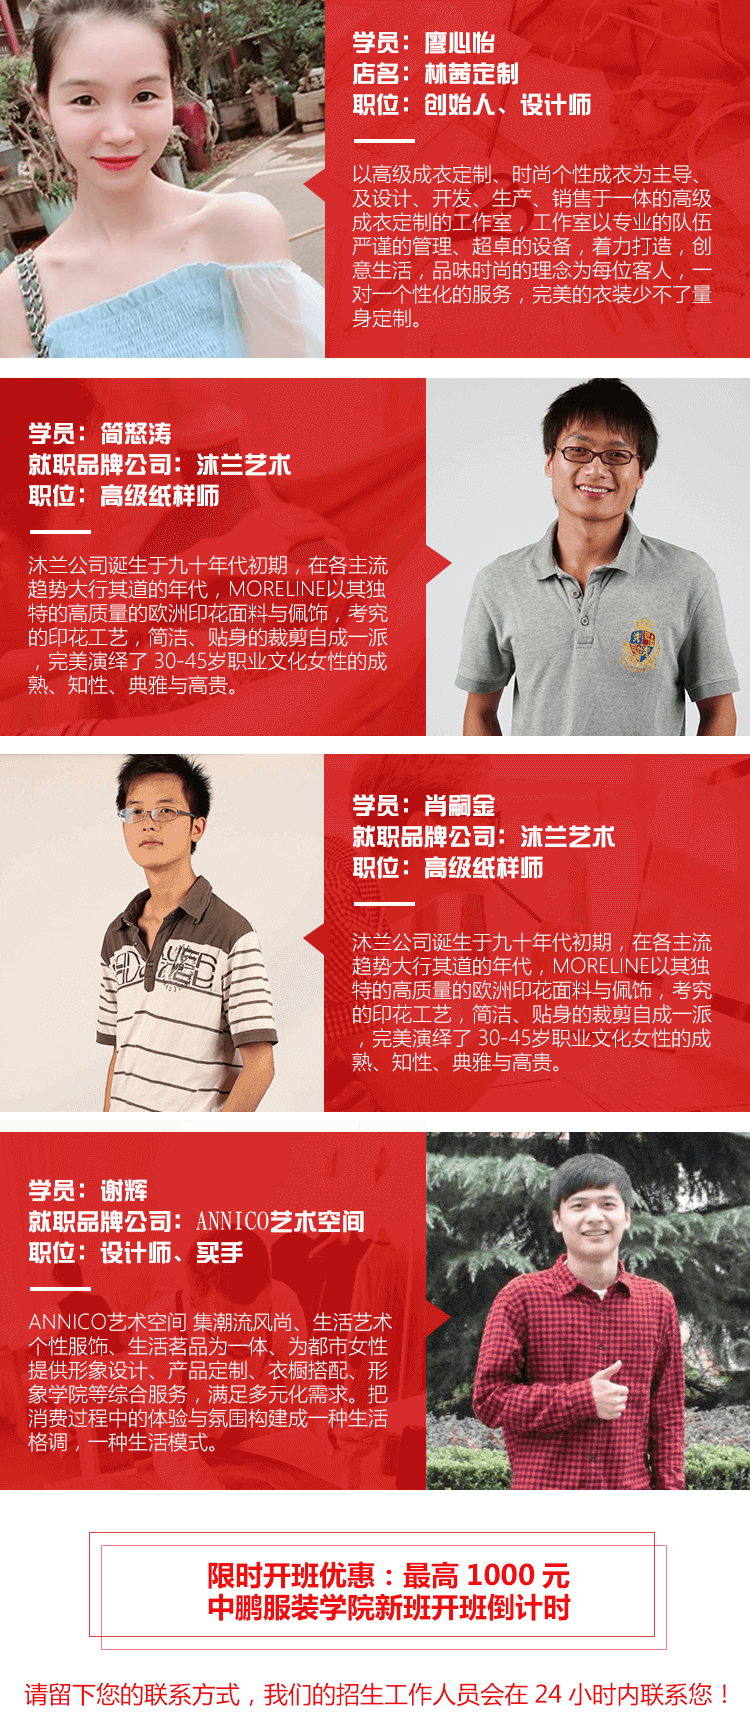 学员：廖心怡
店名：林茜定制
职位：创始人、设计师
以高级成衣定制、时尚个性成衣为主导、
及设计、开发、生产、销售于一体的高级
成衣定制的工作室，工作室以专业的队伍
严谨的管理、超卓的设备，着力打造，创
意生活，品味时尚的理念为每位客人，一
对一个性化的服务，完美的衣装少不了量
身定制。
学员：简怒涛
就职品牌公司：沐兰艺术
职位：高级纸样师
沐兰公司诞生于九十年代初期，在各主流
趋势大行其道的年代，MORELINE以其独
特的高质量的欧洲印花面料与佩饰，考究
的印花工艺，简洁、贴身的裁剪自成一派
，完美演绎了 30-45岁职业文化女性的成
熟、知性、典雅与高贵。
学员：肖嗣金
就职品牌公司：沐兰艺术
职位：高级纸样师
沐兰公司诞生于九十年代初期，在各主流
趋势大行其道的年代，MORELINE以其独
特的高质量的欧洲印花面料与佩饰，考究
的印花工艺，简洁、贴身的裁剪自成一派
，完美演绎了 30-45岁职业文化女性的成
熟、知性、典雅与高贵。
学员：谢辉
就职品牌公司：ANNICO艺术空间
职位：设计师、买手
ANNICO艺术空间 集潮流风尚、生活艺术
个性服饰、生活茗品为一体、为都市女性
提供形象设计、产品定制、衣橱搭配、形
象学院等综合服务，满足多元化需求。把
消费过程中的体验与氛围构建成一种生活
格调，一种生活模式。
限时开班优惠：最高 1000 元
中鹏服装学院新班开班倒计时
请留下您的联系方式，我们的招生工作人员会在 24 小时内联系您！